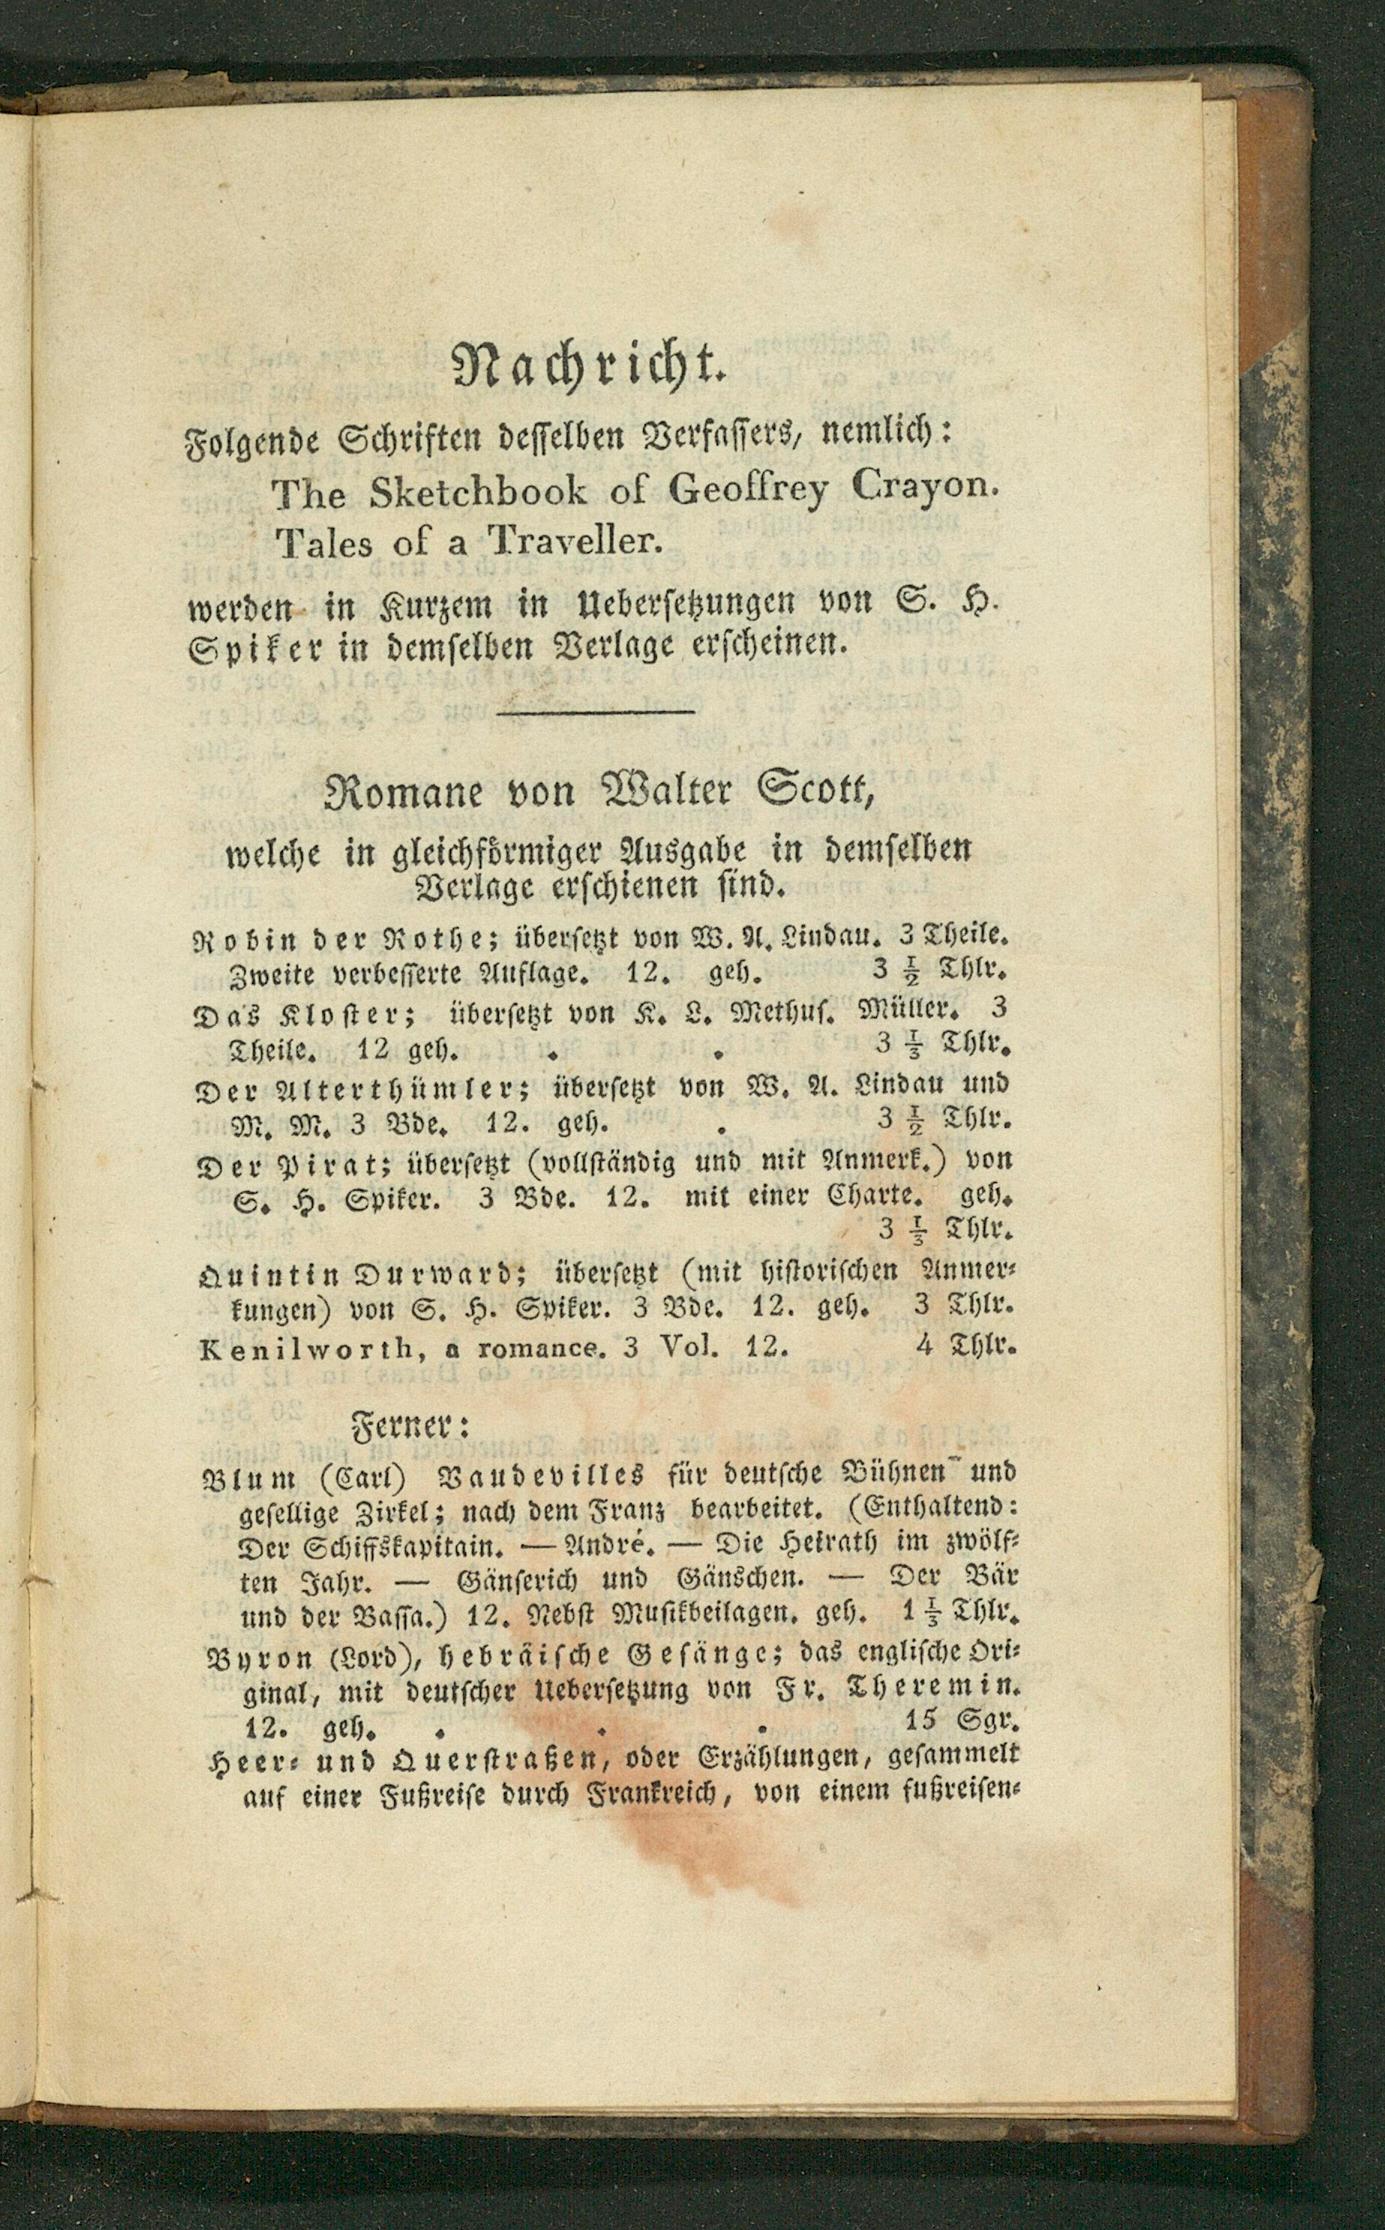 Nachricht.
Folgende Schriften desselben Verfassers, nemlich:
The Sketchbook of Geoffrey Crayon.
Tales of a Traveller.
werden in Kurzem in Uebersetzungen von S. H.
Spiker in demselben Verlage erscheinen.
Romane von Walter Scott,
welche in gleichförmiger Ausgabe in demselben
Verlage erschienen sind.
Robin der Rothe; übersetzt von W. A. Lindau. 3 Theile.
Zweite verbesserte Auflage. 12. geh. 3 ½ Thlr.
Das Kloster; übersetzt von K. L. Methus. Müller. 3
Theile. 12 geh. . . 3 ⅓ Thlr.
Der Alterthümler; übersetzt von W. A. Lindau und
M. M. 3 Bde. 12. geh. . 3 ½ Thlr.
Der Pirat; übersetzt (vollständig und mit Anmerk.) von
S. H. Spiker. 3 Bde. 12. mit einer Charte. geh.
3 ⅓ Thlr.
Quintin Durward; übersetzt (mit historischen Anmer-
kungen) von S. H. Spiker. 3 Bde. 12. geh. 3 Thlr.
Kenilworth, a romance. 3 Vol. 12. 4 Thlr.
Ferner:
Blum (Carl) Vaudevilles für deutsche Bühnen und
gesellige Zirkel; nach dem Franz bearbeitet. (Enthaltend:
Der Schiffskapitain. — André. — Die Heirath im zwölf-
ten Jahr. — Gänserich und Gänschen. — Der Bär
und der Bassa.) 12. Nebst Musikbeilagen. geh. 1 ⅓ Thlr.
Byron (Lord), hebräische Gesänge; das englische Ori-
ginal, mit deutscher Uebersetzung von Fr. Theremin.
12. geh. . . . 15 Sgr.
Heer- und Querstraßen, oder Erzählungen, gesammelt
auf einer Fußreise durch Frankreich, von einem fußreisen-